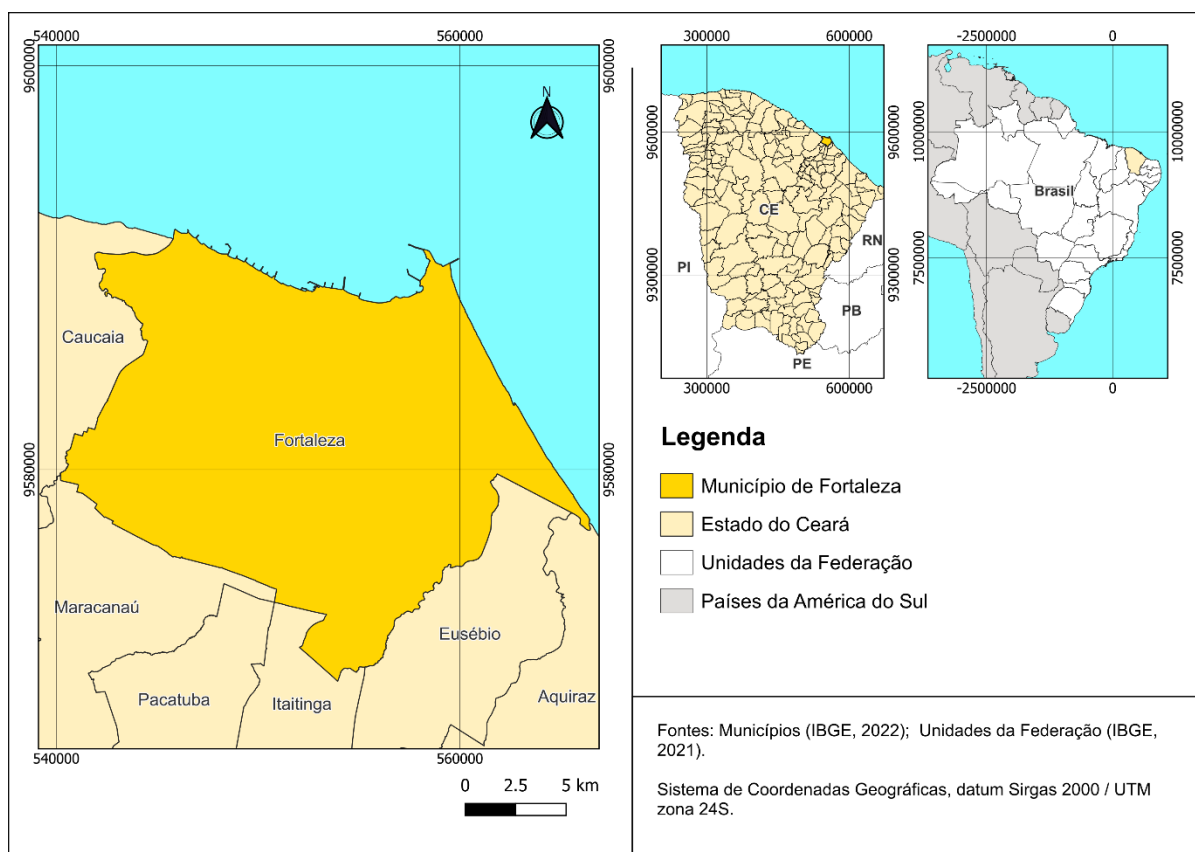 540000
560000
9600000
9600000
N
Caucaia
Fortaleza
9580000
9580000
Maracanaú
Eusébio
Pacatuba
Itaitinga
Aquiraz
540000
560000
0 2.5 5 km
300000
600000
9600000
9600000
CE
RN
PI
9300000
9300000
PB
PE
300000
600000
-2500000
0
10000000
10000000
Brasil
7500000
7500000
-2500000
0
Legenda
Município de Fortaleza
Estado do Ceará
Unidades da Federação
Países da América do Sul
Fontes: Municípios (IBGE, 2022); Unidades da Federação (IBGE,
2021).
Sistema de Coordenadas Geográficas, datum Sirgas 2000 / UTM
zona 24S.